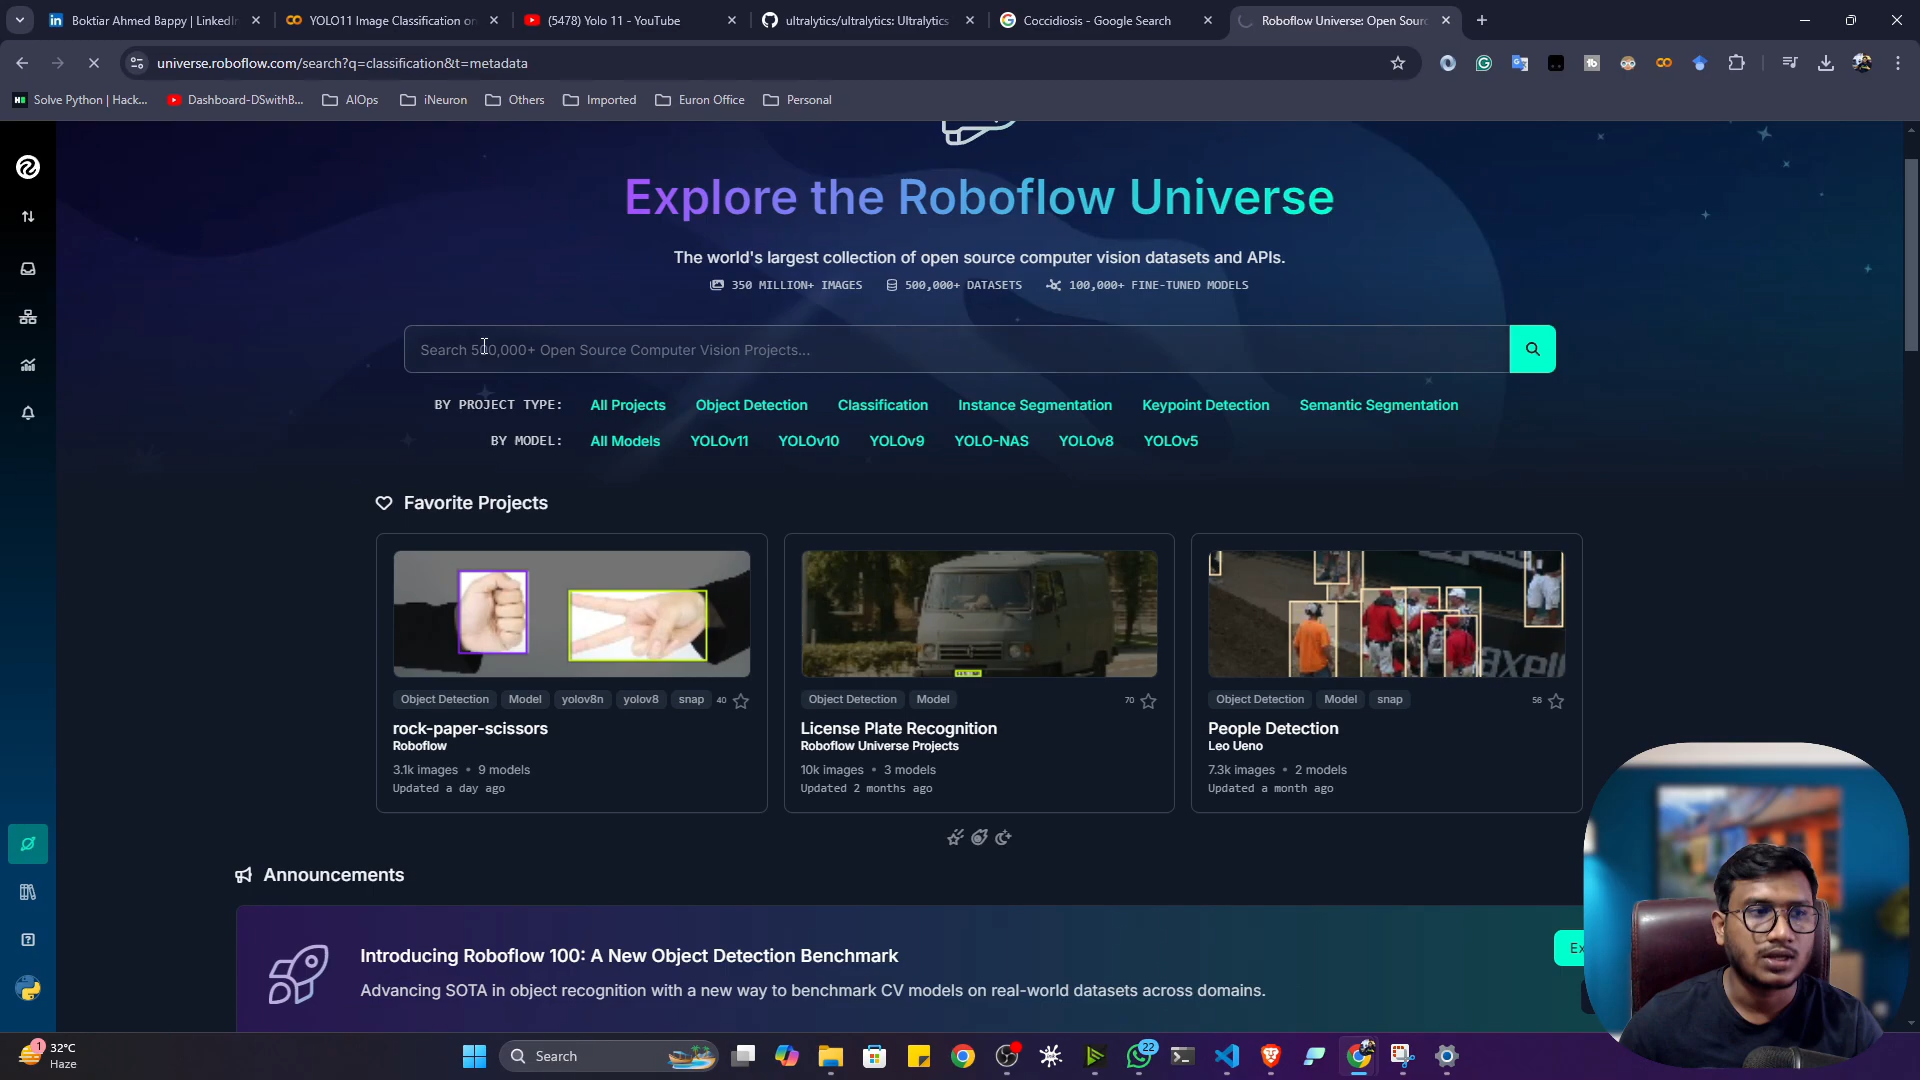 Boktiar Ahmed Bappy | LinkedIn
YOLO11 Image Classification on
(5478) Yolo 11 - YouTube
ultralytics/ultralytics: Ultralytics
Coccidiosis - Google Search
Roboflow Universe: Open Sour
universe.roboflow.com/search?q=classification&t=metadata
Solve Python | Hack...
Dashboard-DSwithB...
AIOps
iNeuron
Others
Imported
Euron Office
Personal
Explore the Roboflow Universe
The world's largest collection of open source computer vision datasets and APIs.
350 MILLION+ IMAGES 500,000+ DATASETS 100,000+ FINE-TUNED MODELS
Search 500,000+ Open Source Computer Vision Projects...
BY PROJECT TYPE: All Projects Object Detection Classification Instance Segmentation Keypoint Detection Semantic Segmentation
BY MODEL: All Models YOLOv11 YOLOv10 YOLOv9 YOLO-NAS YOLOv8 YOLOv5
Favorite Projects
Object Detection Model yolov8n yolov8 snap 40
rock-paper-scissors
Roboflow
3.1k images • 9 models
Updated a day ago
Object Detection Model 70
License Plate Recognition
Roboflow Universe Projects
10k images • 3 models
Updated 2 months ago
axel
Object Detection Model snap 56
People Detection
Leo Ueno
7.3k images • 2 models
Updated a month ago
Announcements
Introducing Roboflow 100: A New Object Detection Benchmark
Advancing SOTA in object recognition with a new way to benchmark CV models on real-world datasets across domains.
Ex
1
32°C
Haze
Search
22